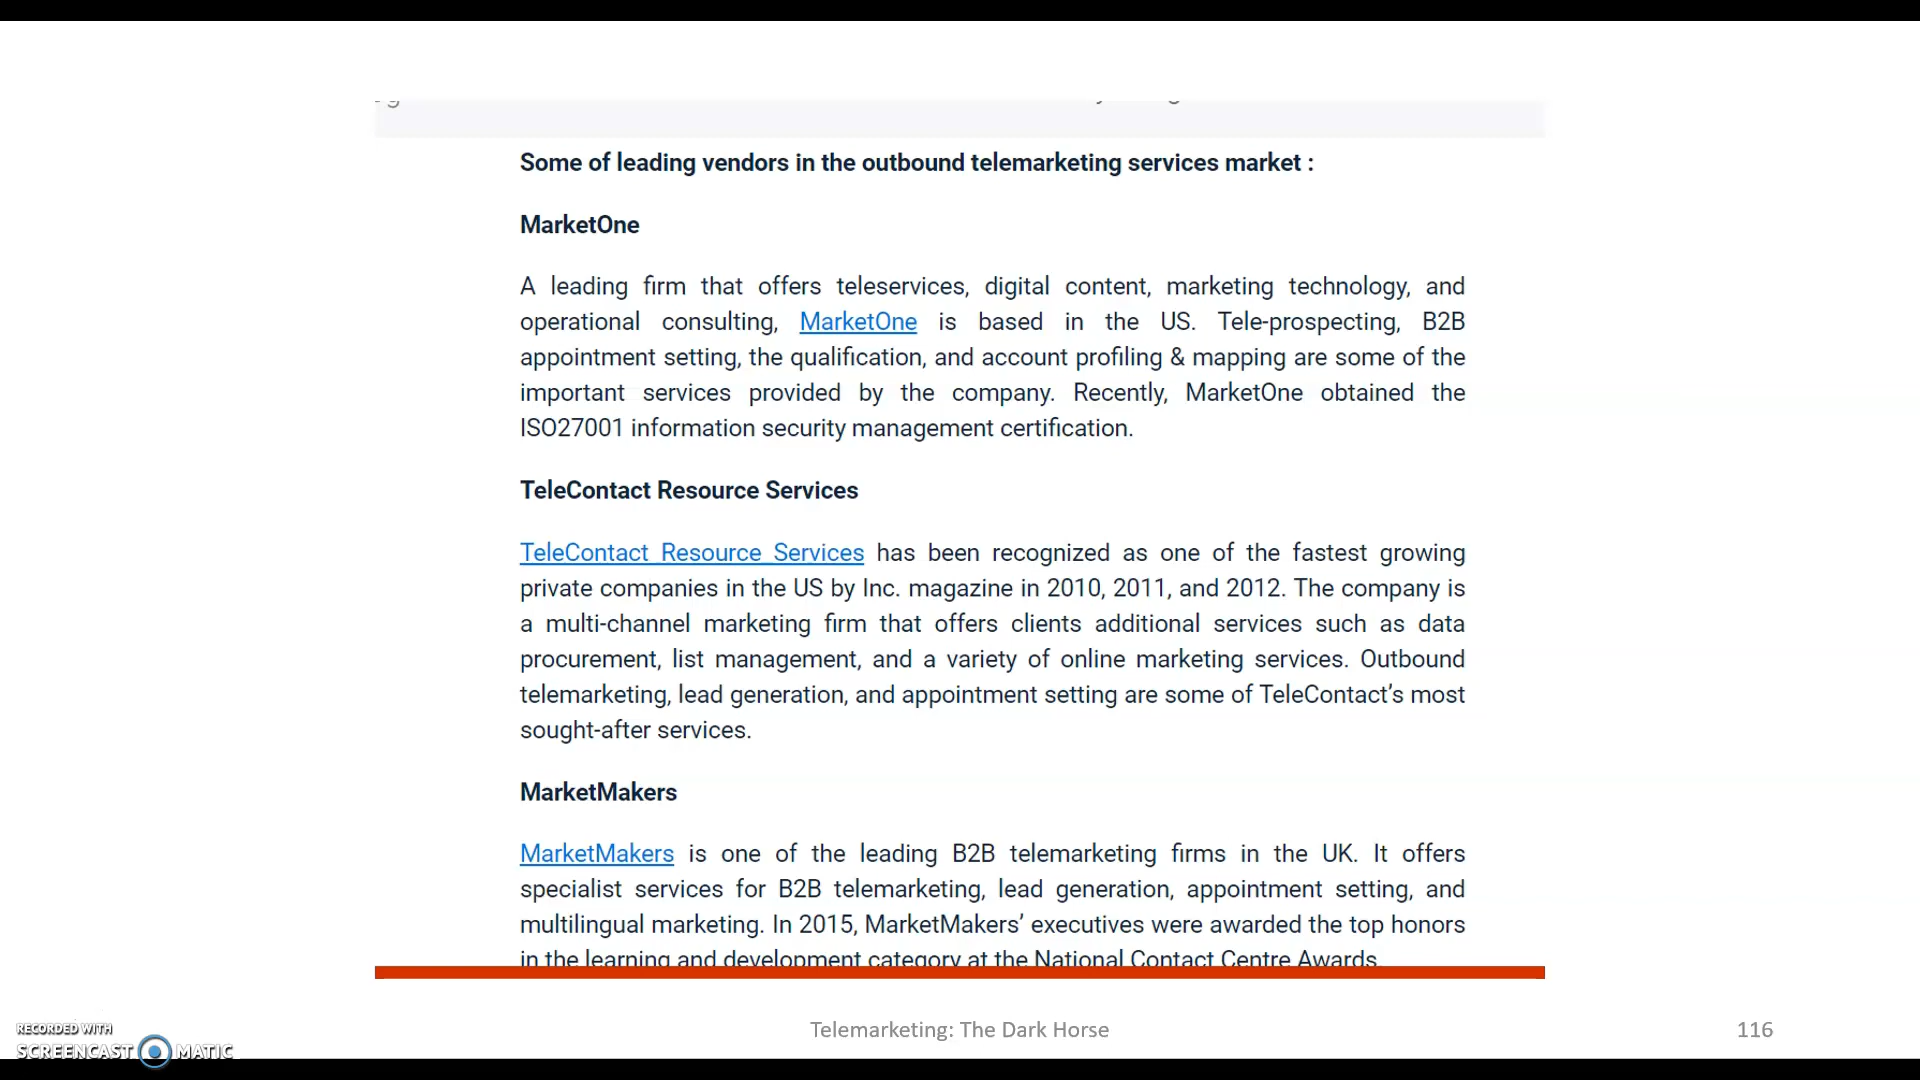 Some of leading vendors in the outbound telemarketing services market :
MarketOne
A leading firm that offers teleservices, digital content, marketing technology, and
operational consulting, MarketOne is based in the US. Tele-prospecting, B2B
appointment setting, the qualification, and account profiling & mapping are some of the
important services provided by the company. Recently, MarketOne obtained the
ISO27001 information security management certification.
TeleContact Resource Services
TeleContact Resource Services has been recognized as one of the fastest growing
private companies in the US by Inc. magazine in 2010, 2011, and 2012. The company is
a multi-channel marketing firm that offers clients additional services such as data
procurement, list management, and a variety of online marketing services. Outbound
telemarketing, lead generation, and appointment setting are some of TeleContact’s most
sought-after services.
MarketMakers
MarketMakers is one of the leading B2B telemarketing firms in the UK. It offers
specialist services for B2B telemarketing, lead generation, appointment setting, and
multilingual marketing. In 2015, MarketMakers’ executives were awarded the top honors
in the learning and development category at the National Contact Centre Awards.
Telemarketing: The Dark Horse
116
RECORDED WITH
SCREENCAST MATIC